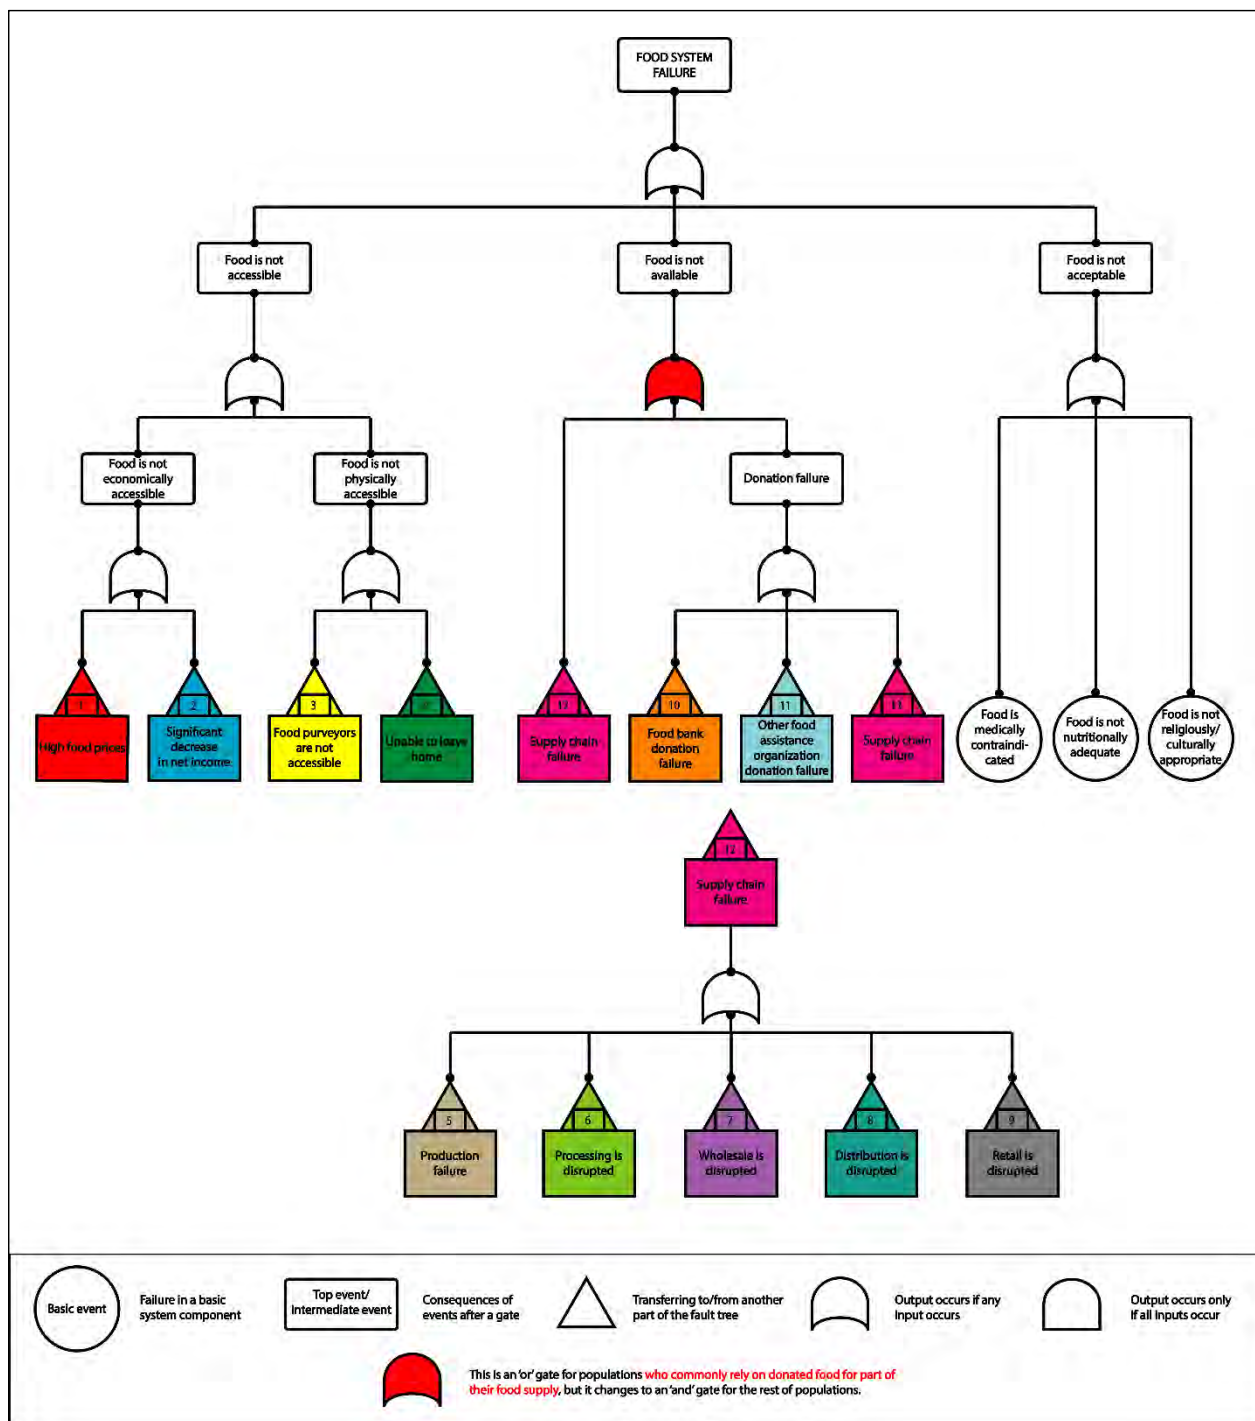 FOOD SYSTEM
FAILURE
Food is not
accessible
Food is not
available
Food is not
acceptable
Food is not
economically
accessible
Food is not
physically
accessible
Donation failure
1
High food prices
2
Significant
decrease
in net income
3
Food purveyors
are not
accessible
Unable to leave
home
12
Supply chain
failure
10
Food bank
donation
failure
11
Other food
assistance
organization
donation failure
Supply chain
failure
Food is
medically
contraindi-
cated
Food is not
nutritionally
adequate
Food is not
religiously/
culturally
appropriate
12
Supply chain
failure
5
Production
failure
6
Processing is
disrupted
7
Wholesale is
disrupted
8
Distribution is
disrupted
9
Retail is
disrupted
Basic event
Failure in a basic
system component
Top event/
Intermediate event
Consequences of
events after a gate
Transferring to/from another
part of the fault tree
Output occurs if any
input occurs
Output occurs only
if all inputs occur
This is an 'or' gate for populations who commonly rely on donated food for part of
their food supply, but it changes to an 'and' gate for the rest of populations.